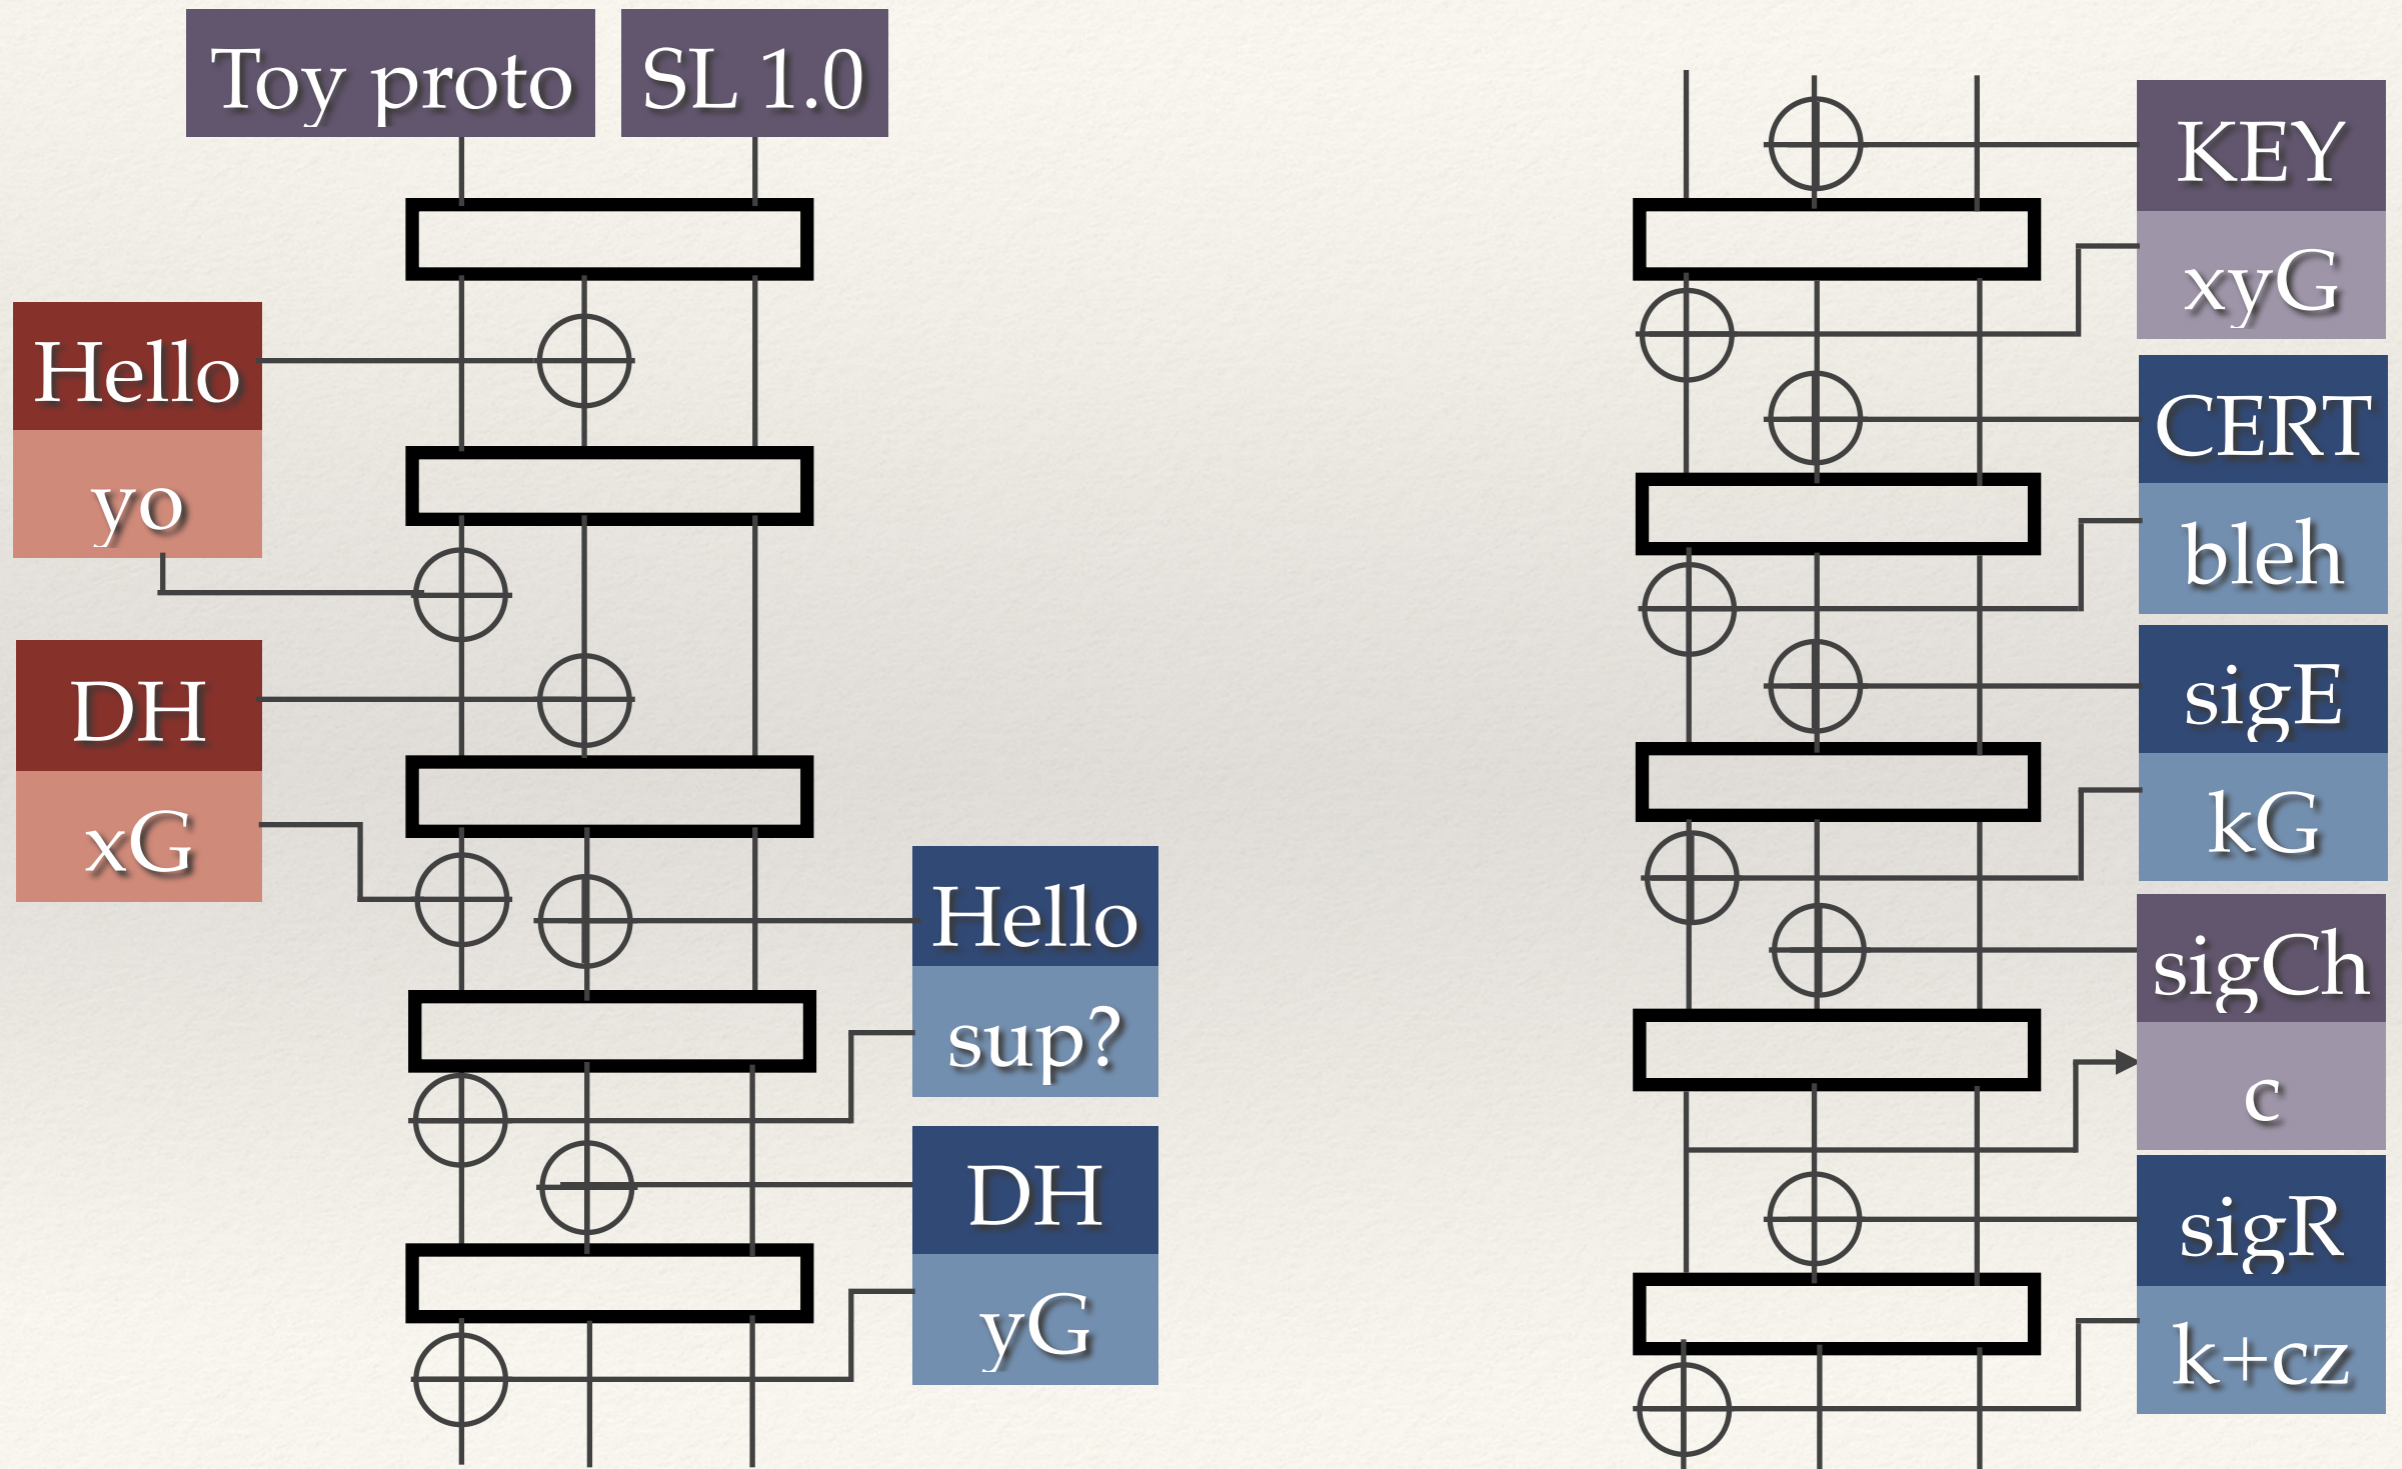 Toy proto
SL 1.0
Hello
yo
DH
xG
Hello
sup?
DH
yG
KEY
xyG
CERT
bleh
sigE
kG
sigCh
c
sigR
k+cz